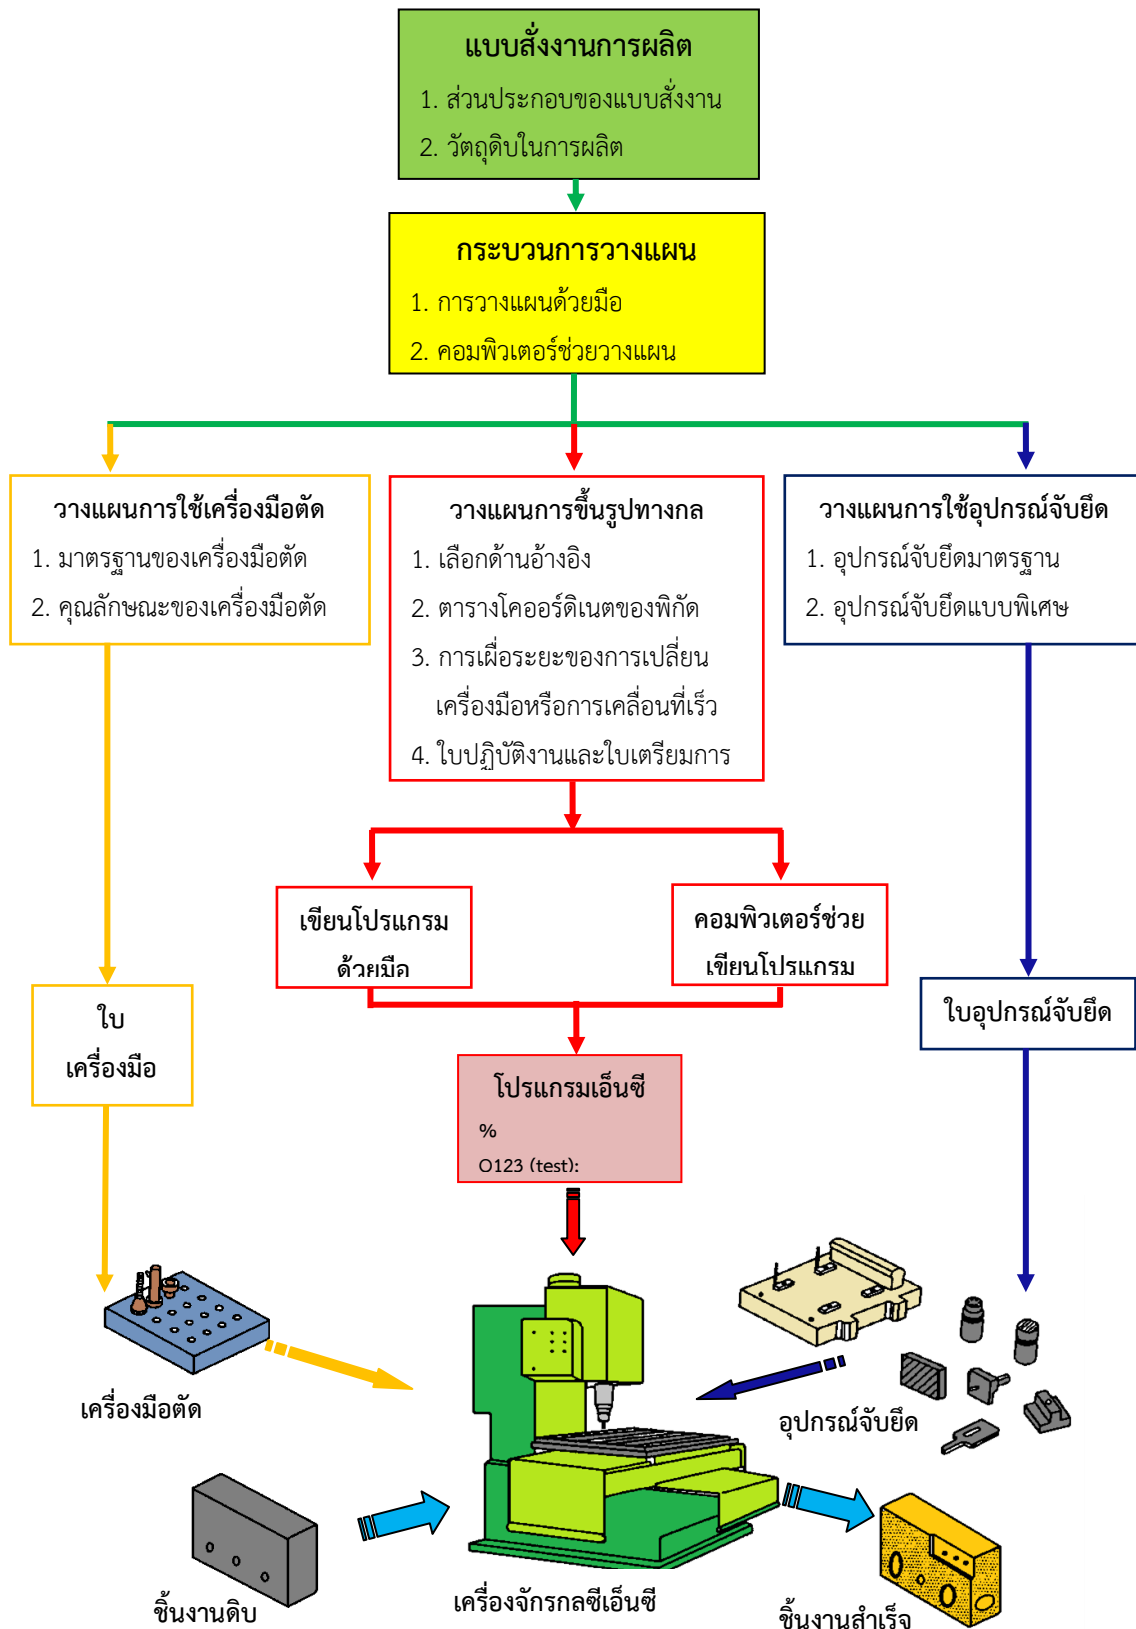 แบบสั่งงานการผลิต
1. ส่วนประกอบของแบบสั่งงาน
2. วัตถุดิบในการผลิต
กระบวนการวางแผน
1. การวางแผนด้วยมือ
2. คอมพิวเตอร์ช่วยวางแผน
วางแผนการใช้เครื่องมือตัด
1. มาตรฐานของเครื่องมือตัด
2. คุณลักษณะของเครื่องมือตัด
วางแผนการขึ้นรูปทางกล
1. เลือกด้านอ้างอิง
2. ตารางโคออร์ดิเนตของพิกัด
3. การเผื่อระยะของการเปลี่ยน
เครื่องมือหรือการเคลื่อนที่เร็ว
4. ใบปฏิบัติงานและใบเตรียมการ
วางแผนการใช้อุปกรณ์จับยึด
1. อุปกรณ์จับยึดมาตรฐาน
2. อุปกรณ์จับยึดแบบพิเศษ
เขียนโปรแกรม
ด้วยมือ
คอมพิวเตอร์ช่วย
เขียนโปรแกรม
ใบ
เครื่องมือ
ใบอุปกรณ์จับยึด
โปรแกรมเอ็นซี
%
O123 (test):
เครื่องมือตัด
อุปกรณ์จับยึด
ชิ้นงานดิบ
เครื่องจักรกลซีเอ็นซี
ชิ้นงานสำเร็จ